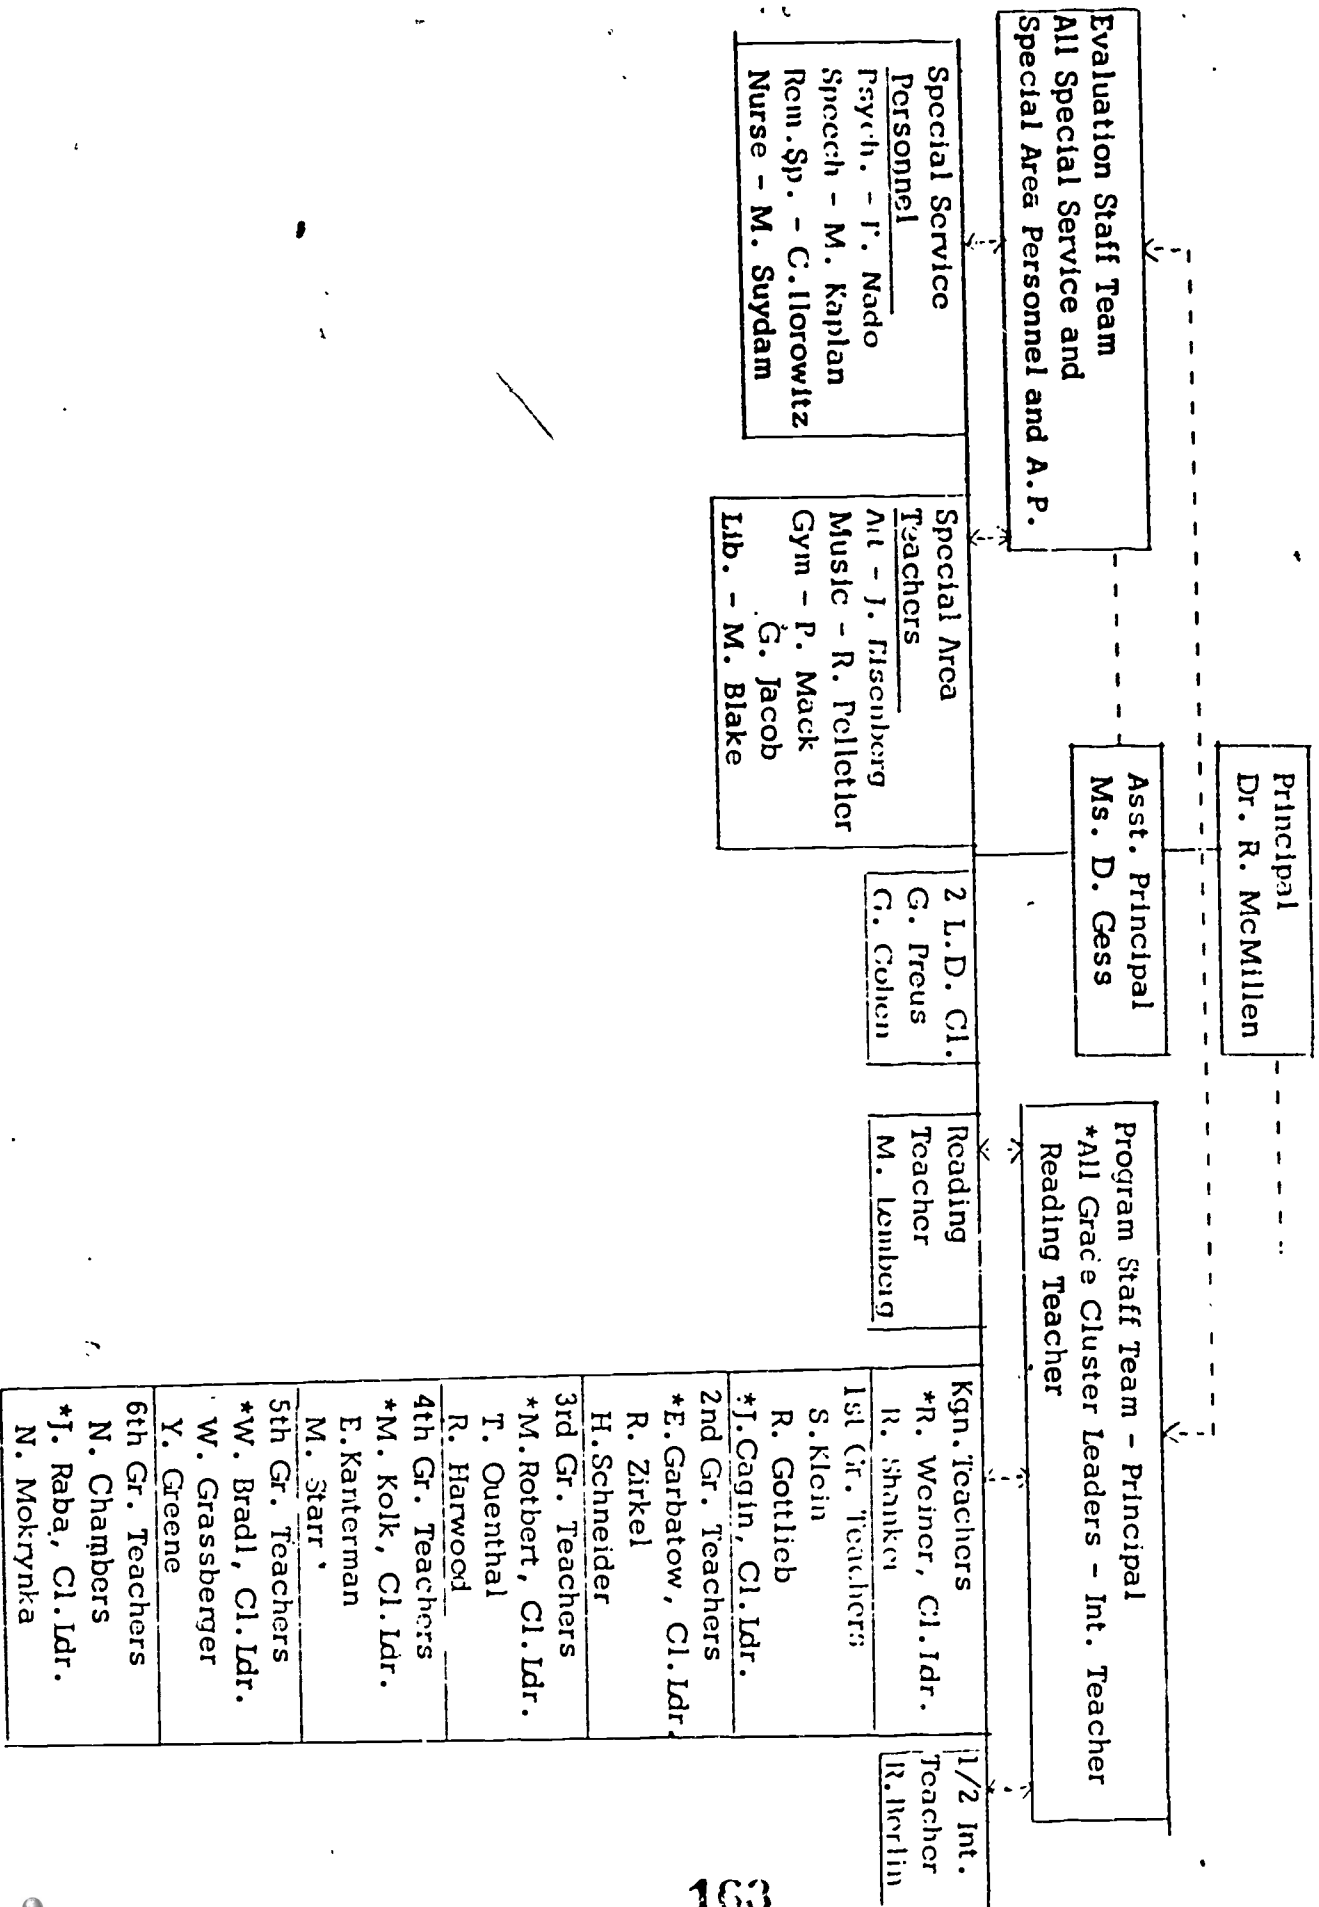 Principal
Dr. R. McMillen
Asst. Principal
Ms. D. Gess
Evaluation Staff Team
All Special Service and
Special Area Personnel and A.P.
Program Staff Team - Principal
*All Grade Cluster Leaders - Int. Teacher
Reading Teacher
Special Service
Personnel
Psych. - F. Nado
Speech - M. Kaplan
Rem.Sp. - C.Horowitz
Nurse - M. Suydam
Special Area
Teachers
Art - J. Eisenberg
Music - R. Pelletier
Gym - P. Mack
G. Jacob
Lib. - M. Blake
2 L.D. Cl.
G. Preus
G. Cohen
Reading
Teacher
M. Lemberg
Kgn.Teachers
*R. Weiner, Cl.Ldr.
R. Shanker
1st Gr. Teachers
S.Klein
R. Gottlieb
*J.Cagin, Cl.Ldr.
2nd Gr. Teachers
*E.Garbatow, Cl.Ldr.
R. Zirkel
H.Schneider
3rd Gr. Teachers
*M.Rotbert, Cl.Ldr.
T. Ouenthal
R. Harwood
4th Gr. Teachers
*M. Kolk, Cl.Ldr.
E.Kanterman
M. Starr
5th Gr. Teachers
*W. Bradl, Cl.Ldr.
W. Grassberger
Y. Greene
6th Gr. Teachers
N. Chambers
*J. Raba, Cl.Ldr.
N. Mokrynka
1/2 Int.
Teacher
R.Berlin
163